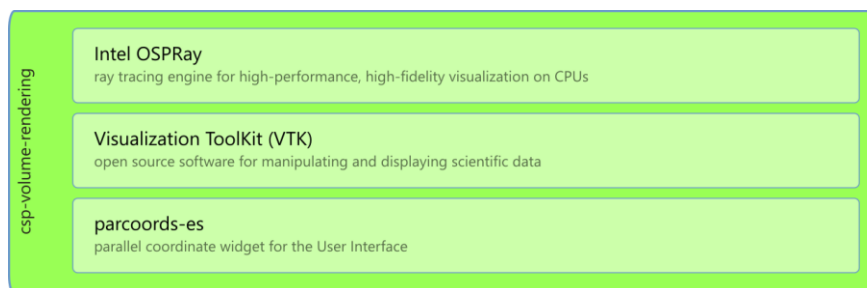 csp-volume-rendering
Intel OSPRay
ray tracing engine for high-performance, high-fidelity visualization on CPUs
Visualization ToolKit (VTK)
open source software for manipulating and displaying scientific data
parcoords-es
parallel coordinate widget for the User Interface